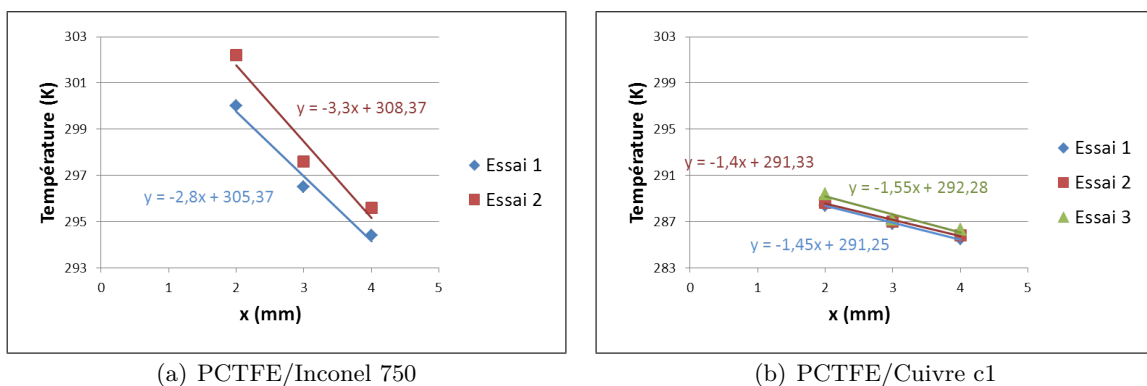 303
301
299
297
295
293
Température (K)
y = -3,3x + 308,37
y = -2,8x + 305,37
0 1 2 3 4 5
x (mm)
Essai 1
Essai 2
(a) PCTFE/Inconel 750
303
299
295
291
287
283
Température (K)
y = -1,4x + 291,33
y = -1,55x + 292,28
y = -1,45x + 291,25
0 1 2 3 4 5
x (mm)
Essai 1
Essai 2
Essai 3
(b) PCTFE/Cuivre c1